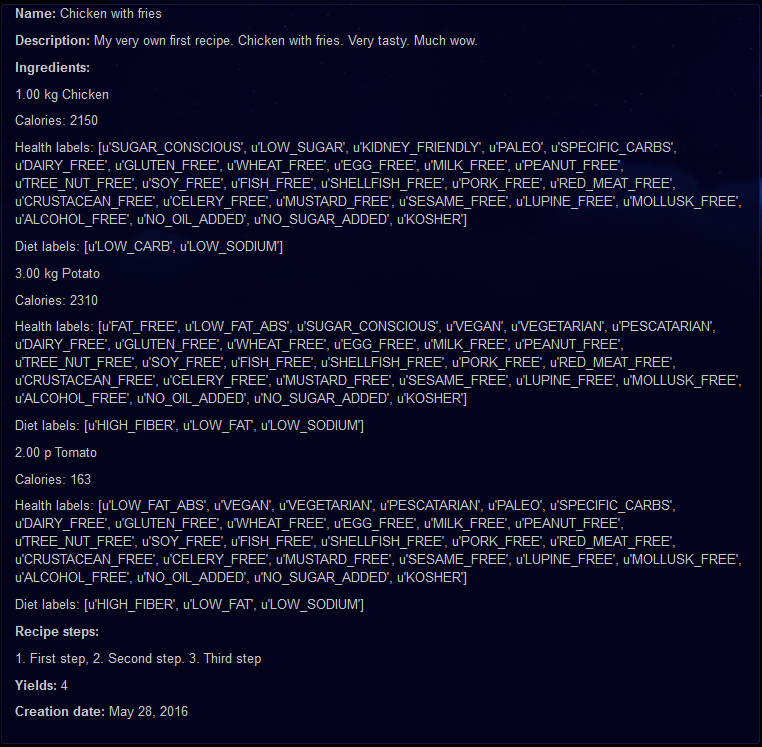 Name: Chicken with fries
Description: My very own first recipe. Chicken with fries. Very tasty. Much wow.
Ingredients:
1.00 kg Chicken
Calories: 2150
Health labels: [u'SUGAR_CONSCIOUS', u'LOW_SUGAR', u'KIDNEY_FRIENDLY', u'PALEO', u'SPECIFIC_CARBS',
u'DAIRY_FREE', u'GLUTEN_FREE', u'WHEAT_FREE', u'EGG_FREE', u'MILK_FREE', u'PEANUT_FREE',
u'TREE_NUT_FREE', u'SOY_FREE', u'FISH_FREE', u'SHELLFISH_FREE', u'PORK_FREE', u'RED_MEAT_FREE',
u'CRUSTACEAN_FREE', u'CELERY_FREE', u'MUSTARD_FREE', u'SESAME_FREE', u'LUPINE_FREE', u'MOLLUSK_FREE',
u'ALCOHOL_FREE', u'NO_OIL_ADDED', u'NO_SUGAR_ADDED', u'KOSHER']
Diet labels: [u'LOW_CARB', u'LOW_SODIUM']
3.00 kg Potato
Calories: 2310
Health labels: [u'FAT_FREE', u'LOW_FAT_ABS', u'SUGAR_CONSCIOUS', u'VEGAN', u'VEGETARIAN', u'PESCATARIAN',
u'DAIRY_FREE', u'GLUTEN_FREE', u'WHEAT_FREE', u'EGG_FREE', u'MILK_FREE', u'PEANUT_FREE',
u'TREE_NUT_FREE', u'SOY_FREE', u'FISH_FREE', u'SHELLFISH_FREE', u'PORK_FREE', u'RED_MEAT_FREE',
u'CRUSTACEAN_FREE', u'CELERY_FREE', u'MUSTARD_FREE', u'SESAME_FREE', u'LUPINE_FREE', u'MOLLUSK_FREE',
u'ALCOHOL_FREE', u'NO_OIL_ADDED', u'NO_SUGAR_ADDED', u'KOSHER']
Diet labels: [u'HIGH_FIBER', u'LOW_FAT', u'LOW_SODIUM']
2.00 p Tomato
Calories: 163
Health labels: [u'LOW_FAT_ABS', u'VEGAN', u'VEGETARIAN', u'PESCATARIAN', u'PALEO', u'SPECIFIC_CARBS',
u'DAIRY_FREE', u'GLUTEN_FREE', u'WHEAT_FREE', u'EGG_FREE', u'MILK_FREE', u'PEANUT_FREE',
u'TREE_NUT_FREE', u'SOY_FREE', u'FISH_FREE', u'SHELLFISH_FREE', u'PORK_FREE', u'RED_MEAT_FREE',
u'CRUSTACEAN_FREE', u'CELERY_FREE', u'MUSTARD_FREE', u'SESAME_FREE', u'LUPINE_FREE', u'MOLLUSK_FREE',
u'ALCOHOL_FREE', u'NO_OIL_ADDED', u'NO_SUGAR_ADDED', u'KOSHER']
Diet labels: [u'HIGH_FIBER', u'LOW_FAT', u'LOW_SODIUM']
Recipe steps:
1. First step, 2. Second step. 3. Third step
Yields: 4
Creation date: May 28, 2016